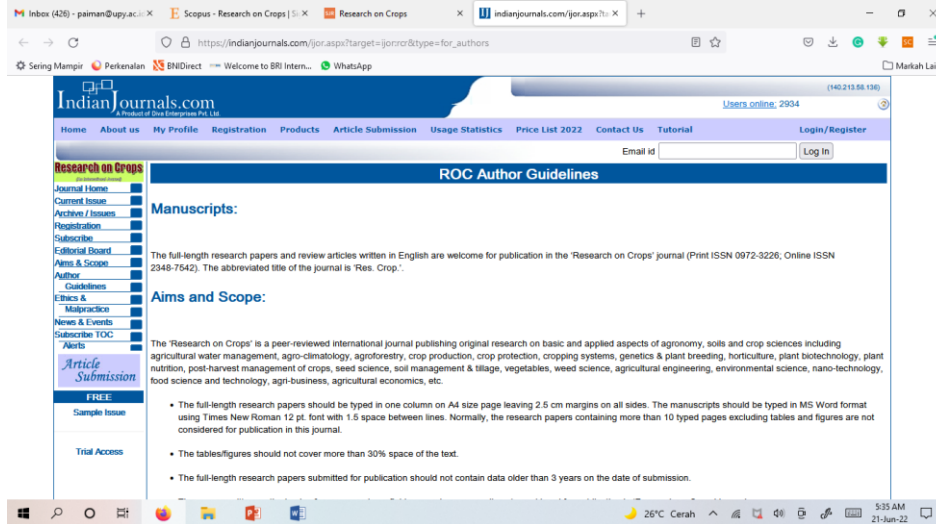 Inbox (426) - paiman@upy.ac.i
Scopus - Research on Crops | S
Research on Crops
indianjournals.com/ijor.aspx?t
https://indianjournals.com/ijor.aspx?target=ijor:rcr&type=for_authors
Sering Mampir
Perkenalan
BNIDirect
Welcome to BRI Intern...
WhatsApp
Markah Lai
IndianJournals.com
A Product of Diva Enterprises Pvt. Ltd.
(140.213.58.136)
Users online: 2934
Home About us My Profile Registration Products Article Submission Usage Statistics Price List 2022 Contact Us Tutorial Login/Register
Email id Log In
Research on Crops
Journal Home
Current Issue
Archive / Issues
Registration
Subscribe
Editorial Board
Aims & Scope
Author
Guidelines
Ethics &
Malpractice
News & Events
Subscribe TOC
Alerts
Article
Submission
FREE
Sample Issue
Trial Access
ROC Author Guidelines
Manuscripts:
The full-length research papers and review articles written in English are welcome for publication in the 'Research on Crops' journal (Print ISSN 0972-3226; Online ISSN
2348-7542). The abbreviated title of the journal is 'Res. Crop.'.
Aims and Scope:
The 'Research on Crops' is a peer-reviewed international journal publishing original research on basic and applied aspects of agronomy, soils and crop sciences including
agricultural water management, agro-climatology, agroforestry, crop production, crop protection, cropping systems, genetics & plant breeding, horticulture, plant biotechnology, plant
nutrition, post-harvest management of crops, seed science, soil management & tillage, vegetables, weed science, agricultural engineering, environmental science, nano-technology,
food science and technology, agri-business, agricultural economics, etc.
• The full-length research papers should be typed in one column on A4 size page leaving 2.5 cm margins on all sides. The manuscripts should be typed in MS Word format
using Times New Roman 12 pt. font with 1.5 space between lines. Normally, the research papers containing more than 10 typed pages excluding tables and figures are not
considered for publication in this journal.
• The tables/figures should not cover more than 30% space of the text.
• The full-length research papers submitted for publication should not contain data older than 3 years on the date of submission.
26°C Cerah
5:35 AM
21-Jun-22